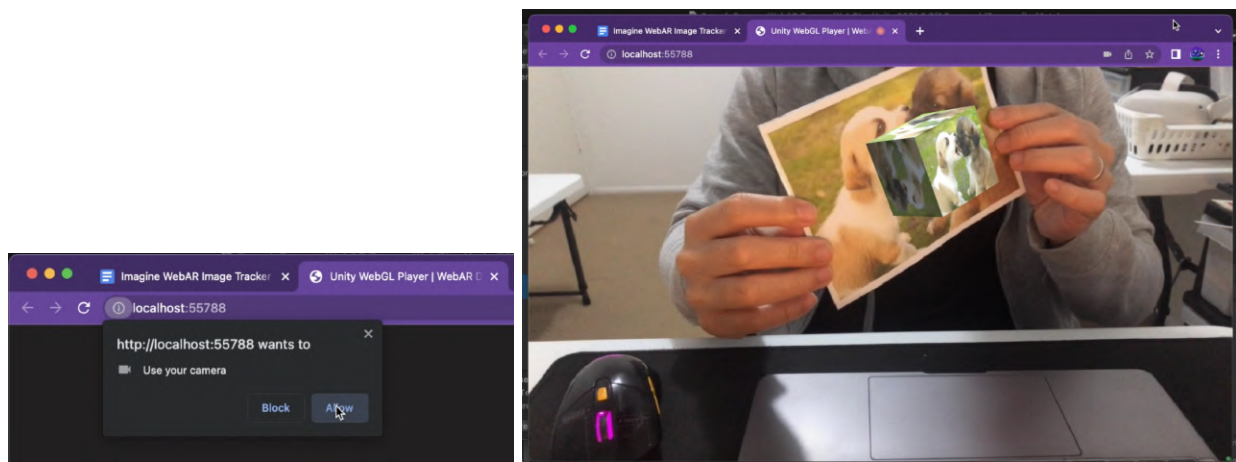 Imagine WebAR Image Tracker
Unity WebGL Player | WebAR D
localhost:55788
http://localhost:55788 wants to
Use your camera
Block
Allow
Imagine WebAR Image Tracker
Unity WebGL Player | Web
localhost:55788